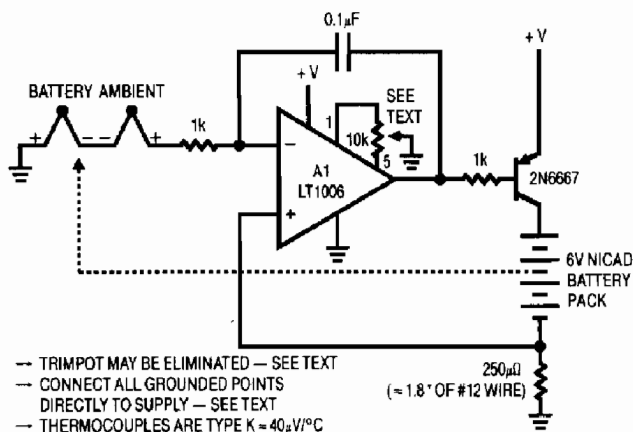 0.1µF
+ V
+ V
BATTERY AMBIENT
SEE
TEXT
1
10k
5
1k
+ - - +
−
A1
LT1006
+
1k
2N6667
6V NICAD
BATTERY
PACK
250µΩ
(≈ 1.8" OF #12 WIRE)
→ TRIMPOT MAY BE ELIMINATED — SEE TEXT
→ CONNECT ALL GROUNDED POINTS
DIRECTLY TO SUPPLY — SEE TEXT
→ THERMOCOUPLES ARE TYPE K ≈ 40µV/°C